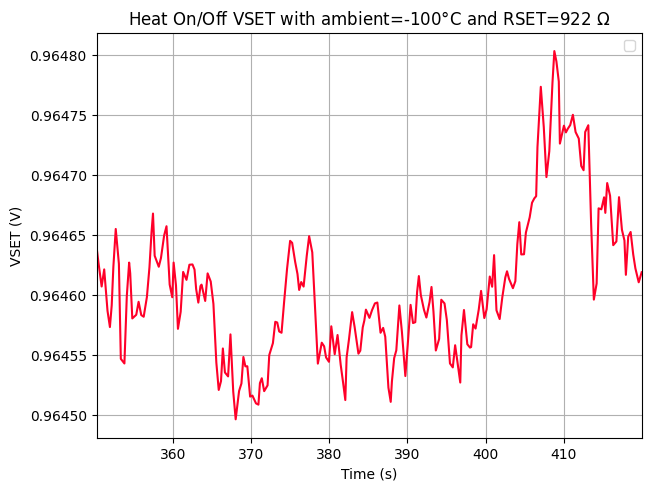 Heat On/Off VSET with ambient=-100°C and RSET=922 Ω
VSET (V)
0.96480
0.96475
0.96470
0.96465
0.96460
0.96455
0.96450
360 370 380 390 400 410
Time (s)